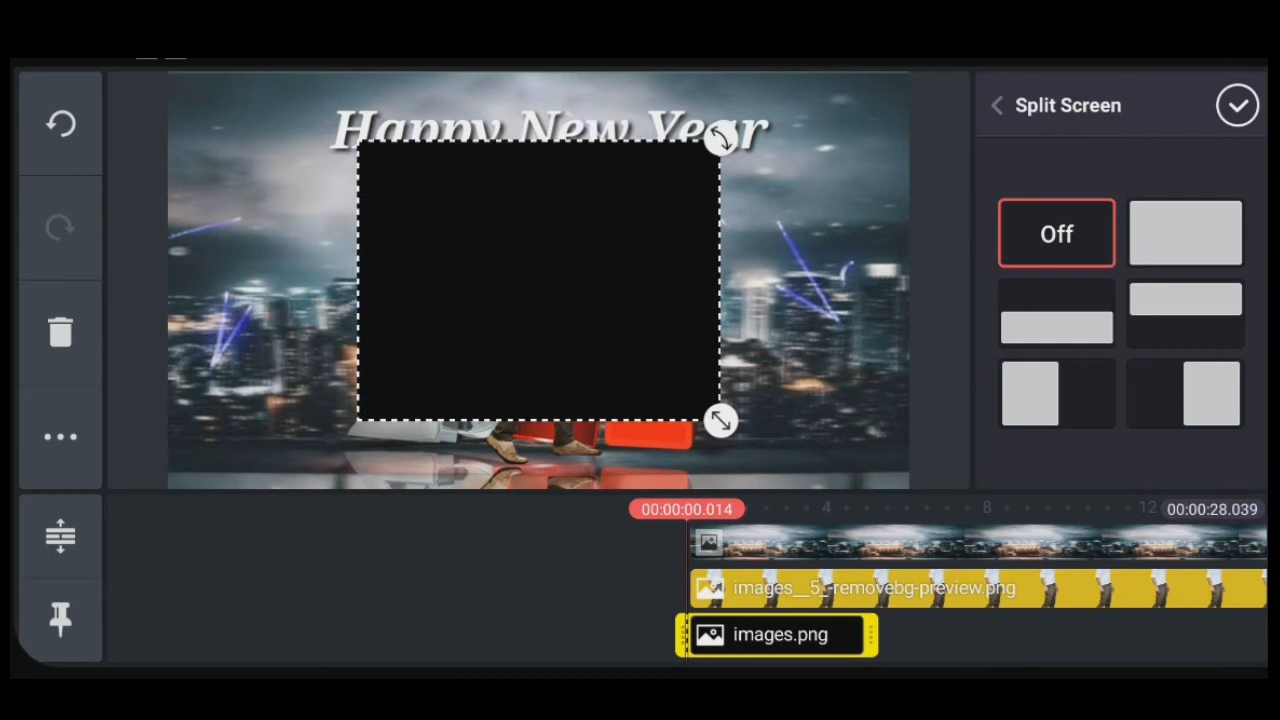 Happy New Year
Split Screen
Off
00:00:00.014
4
8
12
00:00:28.039
images__5_-removebg-preview.png
images.png